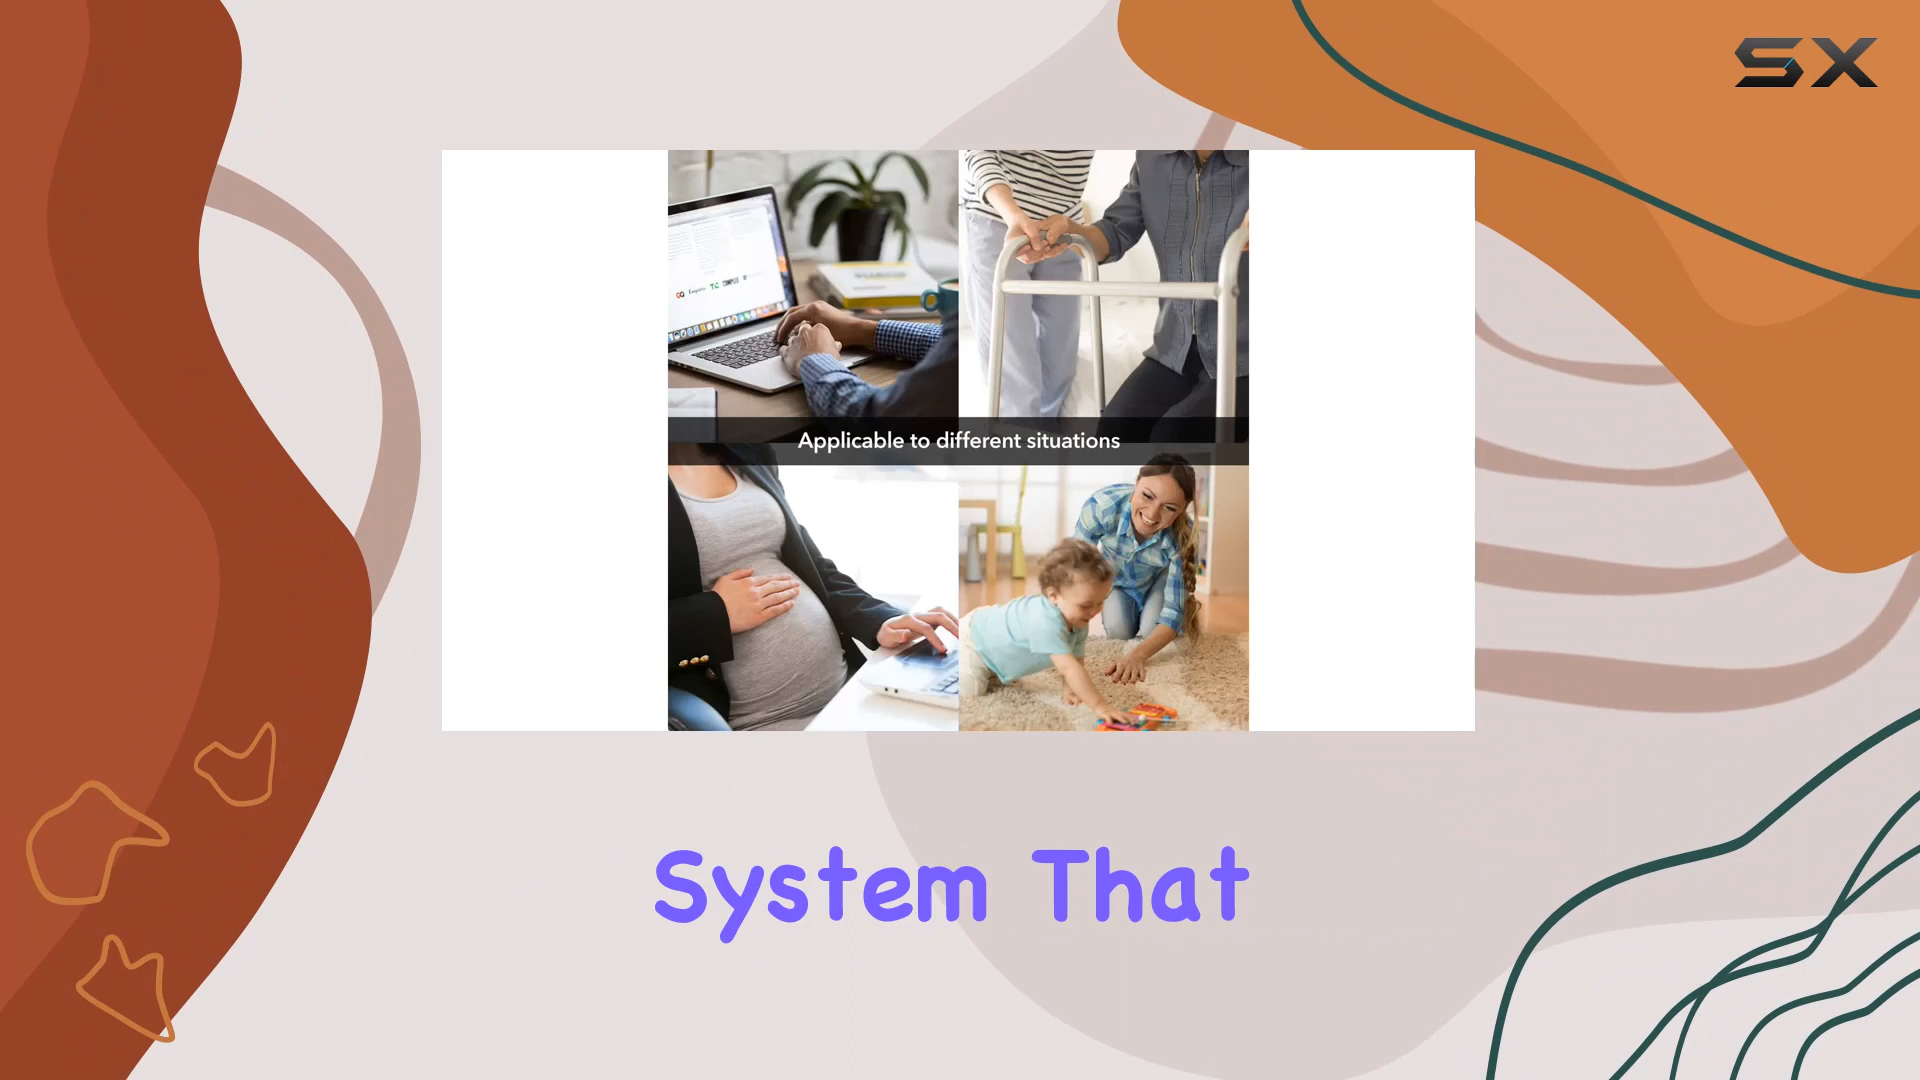 SX
Applicable to different situations
System That